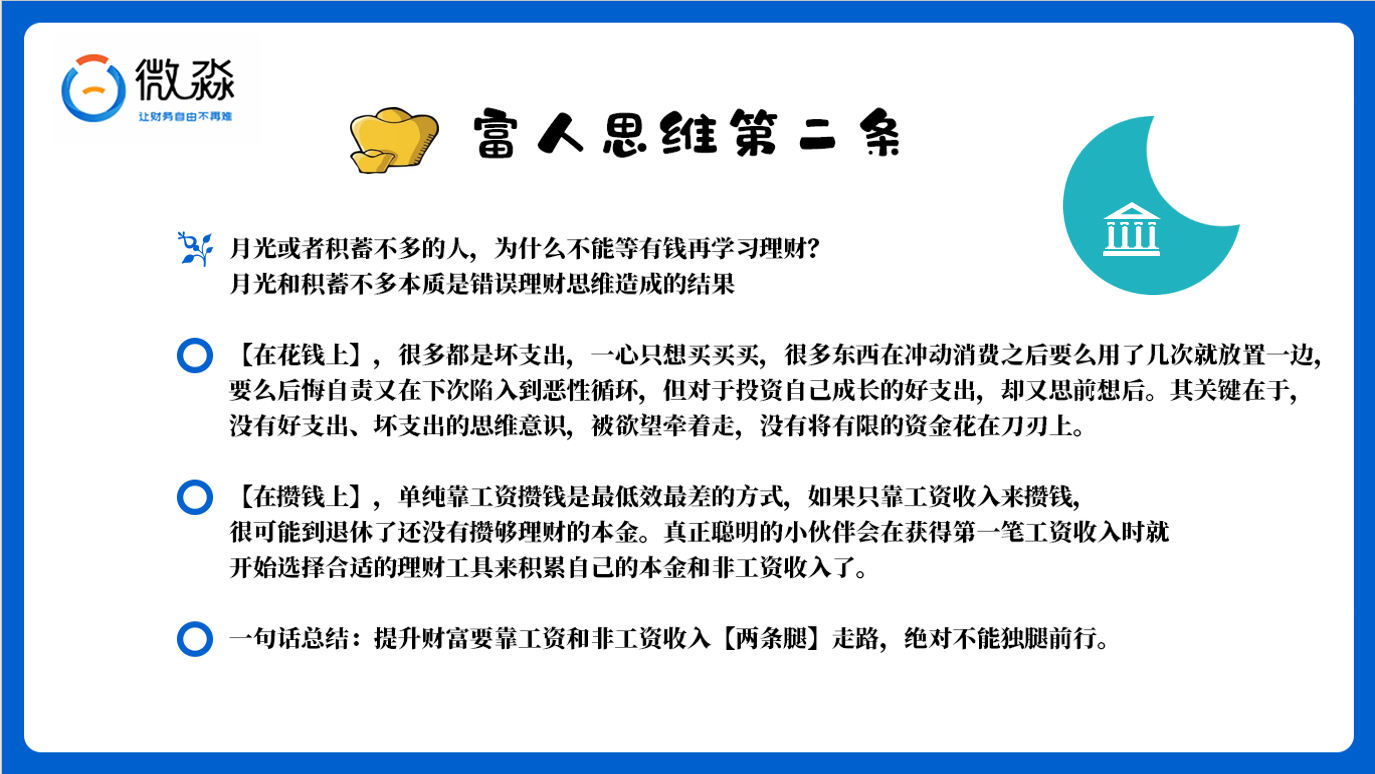 微淼
让财务自由不再难
富人思维第二条
月光或者积蓄不多的人，为什么不能等有钱再学习理财？
月光和积蓄不多本质是错误理财思维造成的结果
【在花钱上】，很多都是坏支出，一心只想买买买，很多东西在冲动消费之后要么用了几次就放置一边，
要么后悔自责又在下次陷入到恶性循环，但对于投资自己成长的好支出，却又思前想后。其关键在于，
没有好支出、坏支出的思维意识，被欲望牵着走，没有将有限的资金花在刀刃上。
【在攒钱上】，单纯靠工资攒钱是最低效最差的方式，如果只靠工资收入来攒钱，
很可能到退休了还没有攒够理财的本金。真正聪明的小伙伴会在获得第一笔工资收入时就
开始选择合适的理财工具来积累自己的本金和非工资收入了。
一句话总结：提升财富要靠工资和非工资收入【两条腿】走路，绝对不能独腿前行。